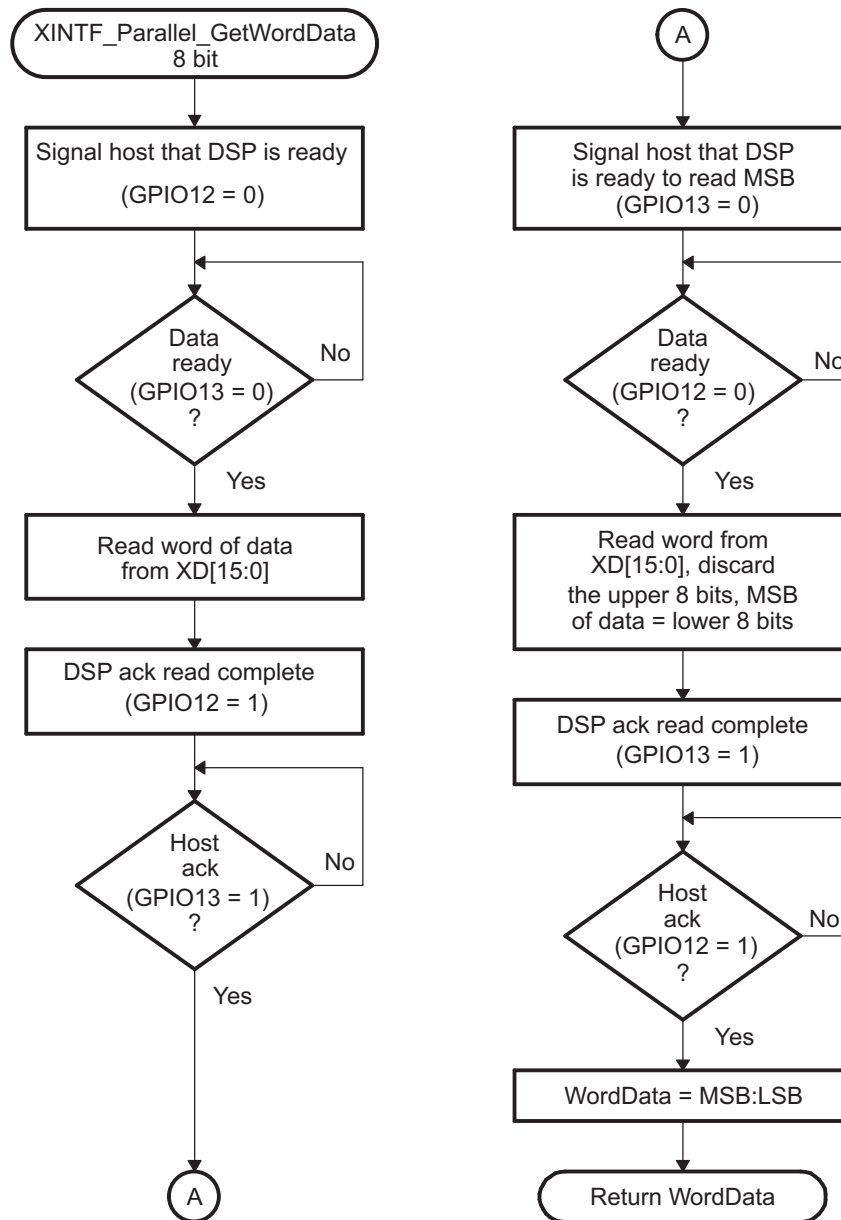 XINTF_Parallel_GetWordData
8 bit
Signal host that DSP is ready
(GPIO12 = 0)
Data
ready
(GPIO13 = 0)
?
No
Yes
Read word of data
from XD[15:0]
DSP ack read complete
(GPIO12 = 1)
Host
ack
(GPIO13 = 1)
?
No
Yes
A
A
Signal host that DSP
is ready to read MSB
(GPIO13 = 0)
Data
ready
(GPIO12 = 0)
?
No
Yes
Read word from
XD[15:0], discard
the upper 8 bits, MSB
of data = lower 8 bits
DSP ack read complete
(GPIO13 = 1)
Host
ack
(GPIO12 = 1)
?
No
Yes
WordData = MSB:LSB
Return WordData